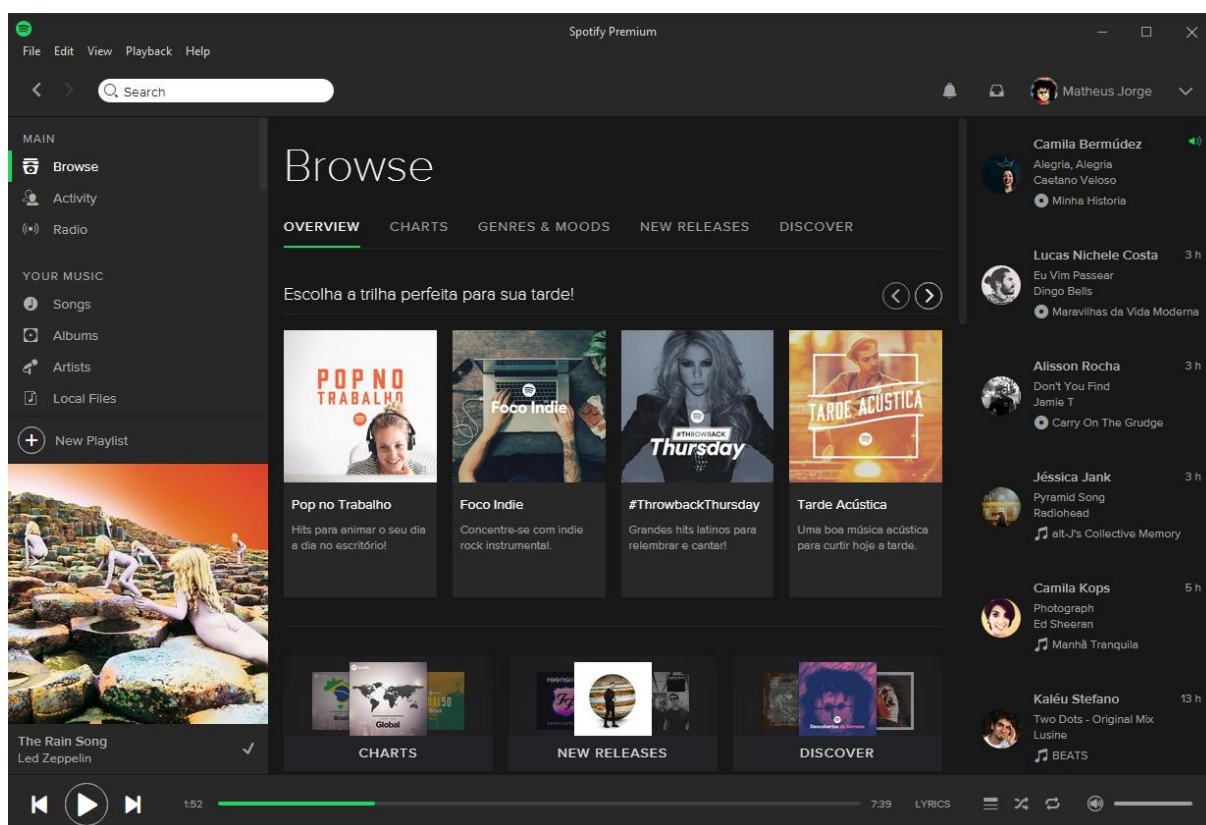 Spotify Premium
File Edit View Playback Help
Search
Matheus Jorge
MAIN
Browse
Activity
Radio
YOUR MUSIC
Songs
Albums
Artists
Local Files
New Playlist
The Rain Song
Led Zeppelin
Browse
OVERVIEW CHARTS GENRES & MOODS NEW RELEASES DISCOVER
Escolha a trilha perfeita para sua tarde!
POP NO
TRABALHO
Foco Indie
#THROWBACK
Thursday
TARDE ACÚSTICA
Pop no Trabalho
Hits para animar o seu dia
a dia no escritório!
Foco Indie
Concentre-se com indie
rock instrumental.
#ThrowbackThursday
Grandes hits latinos para
relembrar e cantar!
Tarde Acústica
Uma boa música acústica
para curtir hoje a tarde.
Brasil
Global
Descobertas da Semana
CHARTS
NEW RELEASES
DISCOVER
Camila Bermúdez
Alegria, Alegria
Caetano Veloso
Minha Historia
Lucas Nichele Costa 3 h
Eu Vim Passear
Dingo Bells
Maravilhas da Vida Moderna
Alisson Rocha 3 h
Don't You Find
Jamie T
Carry On The Grudge
Jéssica Jank 3 h
Pyramid Song
Radiohead
alt-J's Collective Memory
Camila Kops 5 h
Photograph
Ed Sheeran
Manhã Tranquila
Kaléu Stefano 13 h
Two Dots - Original Mix
Lusine
BEATS
1:52 7:39 LYRICS